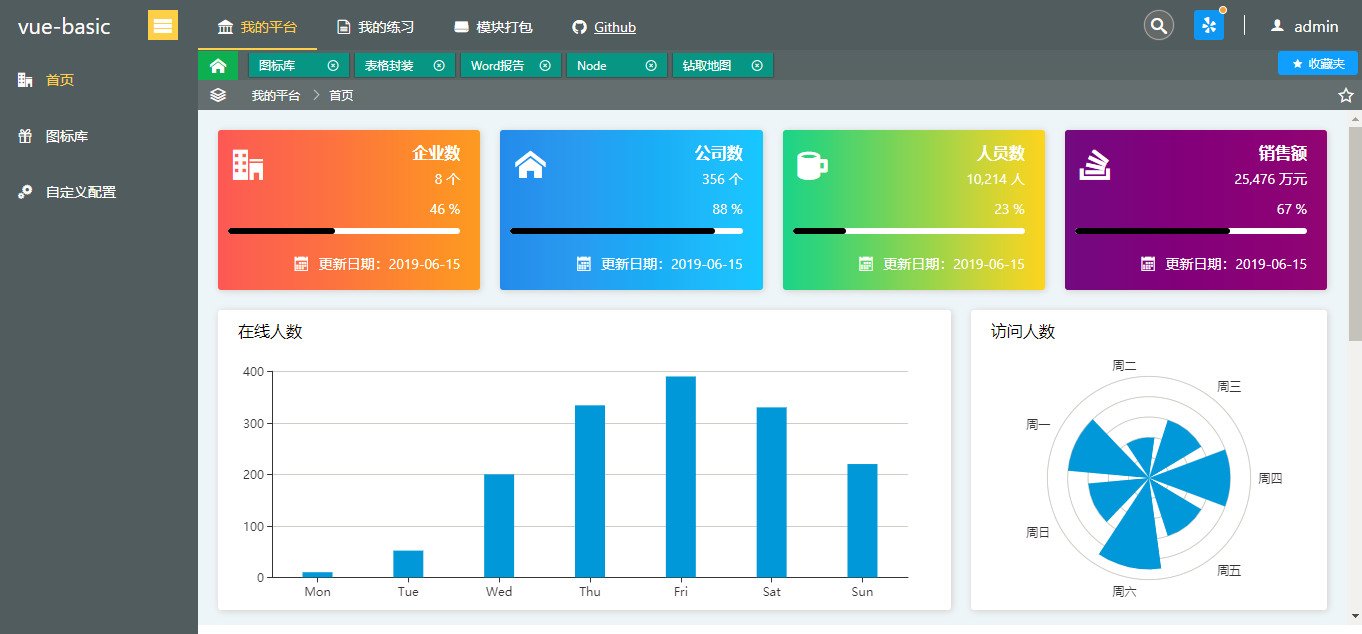 vue-basic
我的平台
我的练习
模块打包
Github
admin
图标库
表格封装
Word报告
Node
钻取地图
收藏夹
我的平台
首页
首页
图标库
自定义配置
企业数
8 个
46 %
更新日期：2019-06-15
公司数
356 个
88 %
更新日期：2019-06-15
人员数
10,214 人
23 %
更新日期：2019-06-15
销售额
25,476 万元
67 %
更新日期：2019-06-15
在线人数
400
300
200
100
0
Mon
Tue
Wed
Thu
Fri
Sat
Sun
访问人数
周二
周三
周一
周四
周日
周五
周六